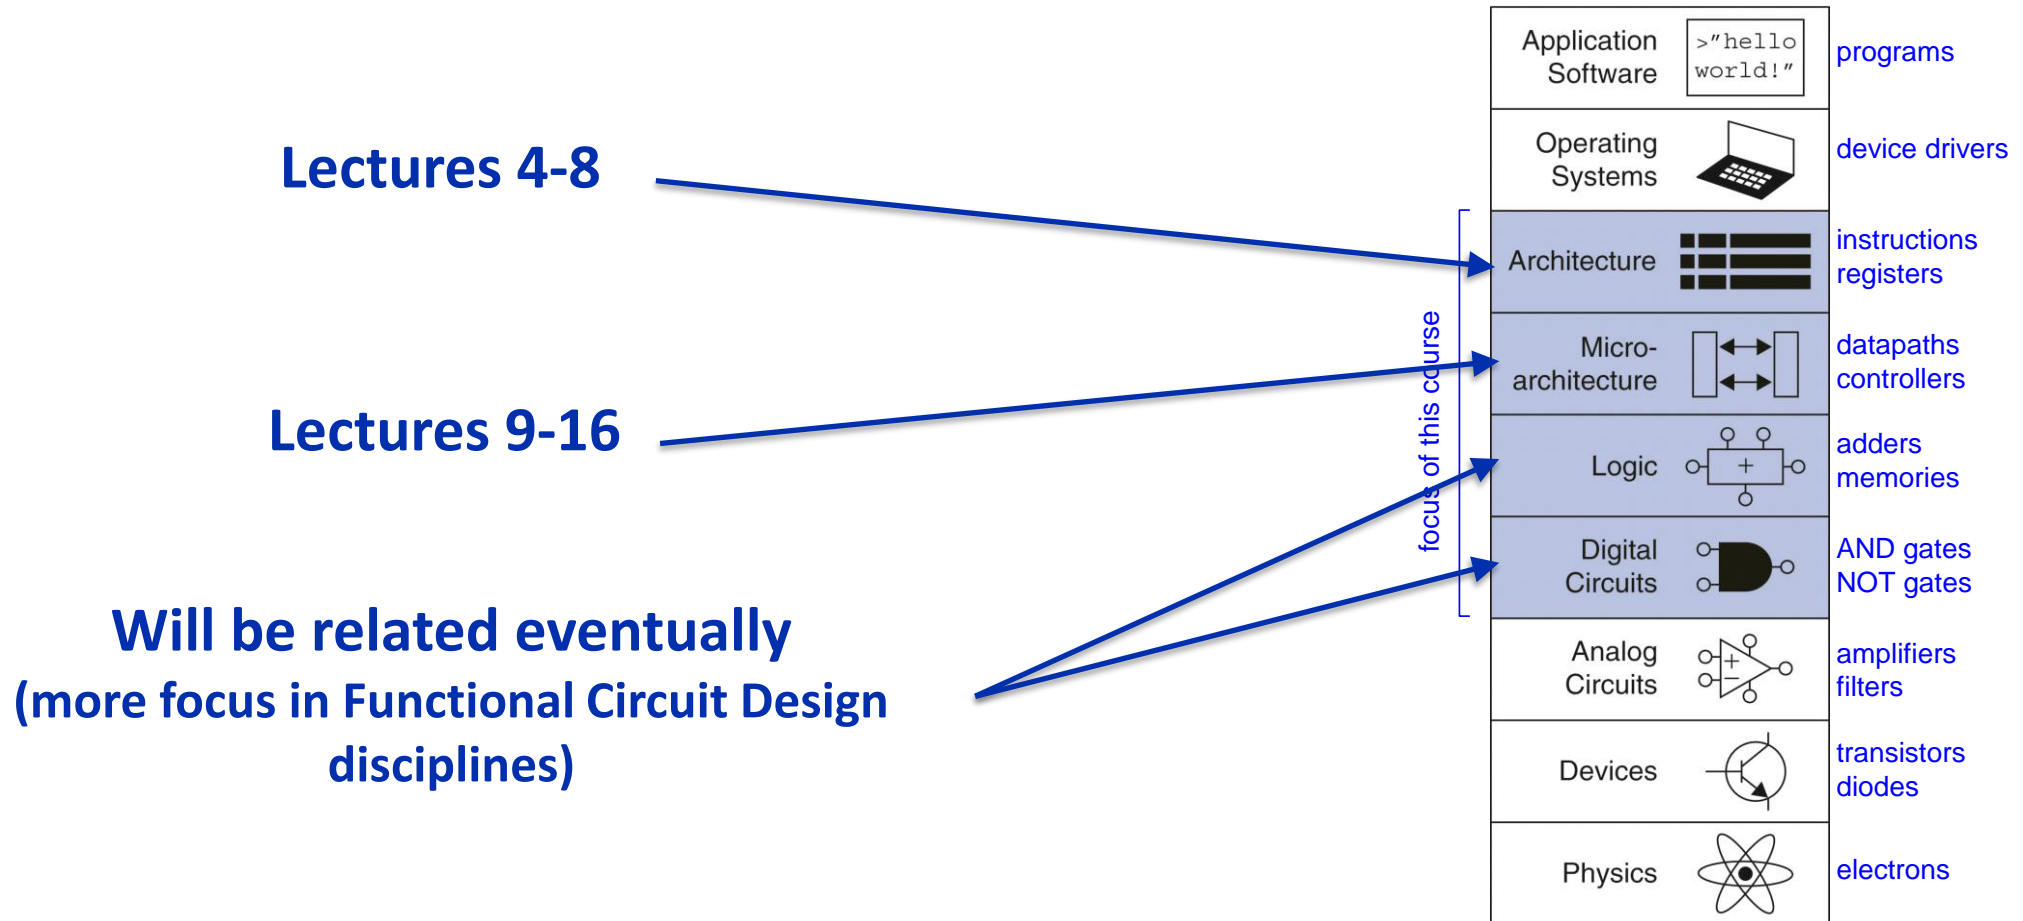 Lectures 4-8
Lectures 9-16
Will be related eventually
(more focus in Functional Circuit Design
disciplines)
focus of this course
Application
Software
>"hello
world!"
programs
Operating
Systems
device drivers
Architecture
instructions
registers
Micro-
architecture
datapaths
controllers
Logic
+
adders
memories
Digital
Circuits
AND gates
NOT gates
Analog
Circuits
+
−
amplifiers
filters
Devices
transistors
diodes
Physics
electrons